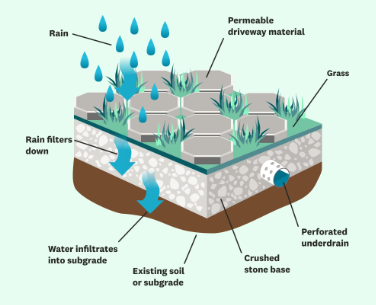 Rain
Permeable
driveway material
Grass
Rain filters
down
Water infiltrates
into subgrade
Existing soil
or subgrade
Crushed
stone base
Perforated
underdrain